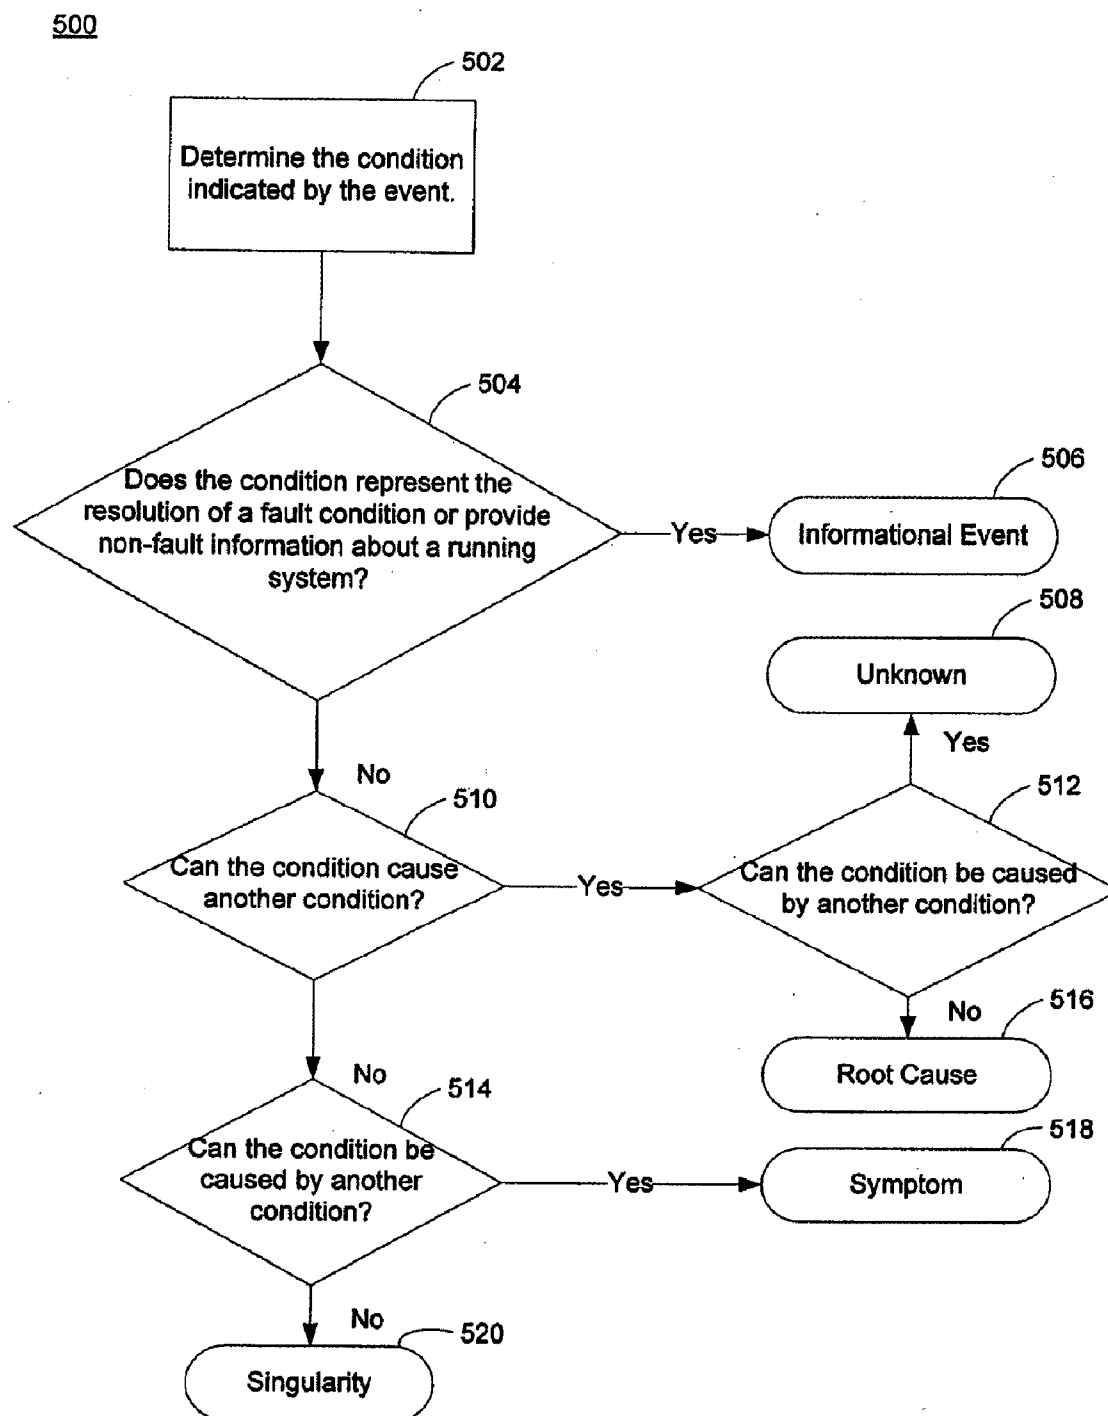 500
502
Determine the condition
indicated by the event.
504
Does the condition represent the
resolution of a fault condition or provide
non-fault information about a running
system?
Yes
506
Informational Event
508
Unknown
Yes
No
510
Can the condition cause
another condition?
Yes
512
Can the condition be caused
by another condition?
No
516
Root Cause
No
514
Can the condition be
caused by another
condition?
Yes
518
Symptom
No
520
Singularity